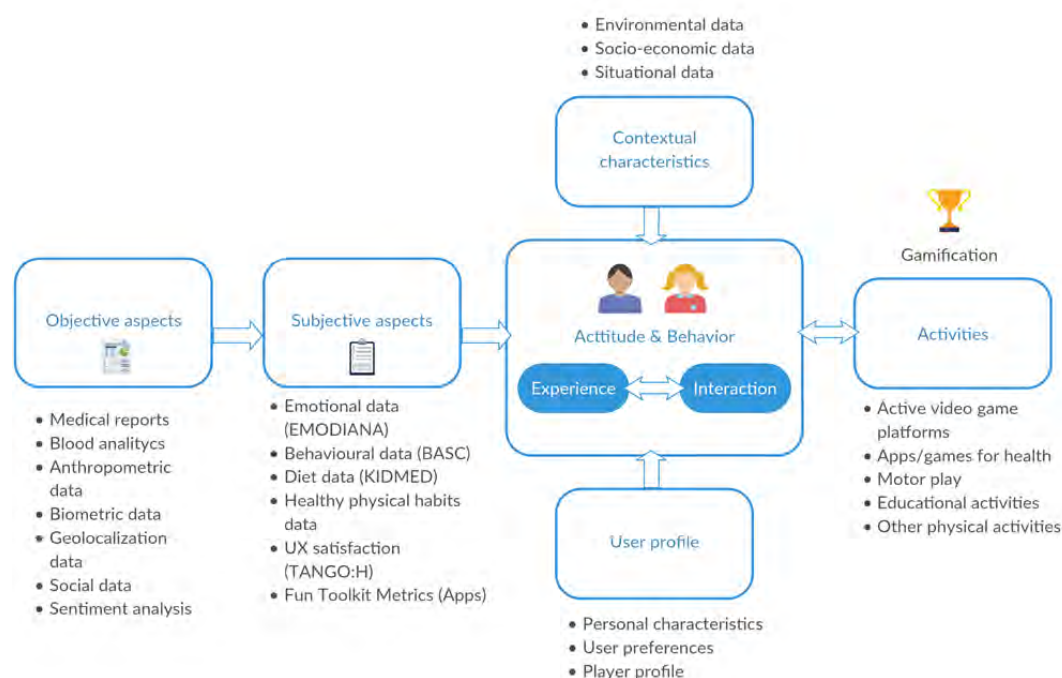 • Environmental data
• Socio-economic data
• Situational data
Contextual
characteristics
Gamification
Objective aspects
Subjective aspects
Acttitude & Behavior
Experience
Interaction
Activities
• Medical reports
• Blood analitycs
• Anthropometric
data
• Biometric data
• Geolocalization
data
• Social data
• Sentiment analysis
• Emotional data
(EMODIANA)
• Behavioural data (BASC)
• Diet data (KIDMED)
• Healthy physical habits
data
• UX satisfaction
(TANGO:H)
• Fun Toolkit Metrics (Apps)
• Active video game
platforms
• Apps/games for health
• Motor play
• Educational activities
• Other physical activities
User profile
• Personal characteristics
• User preferences
• Player profile